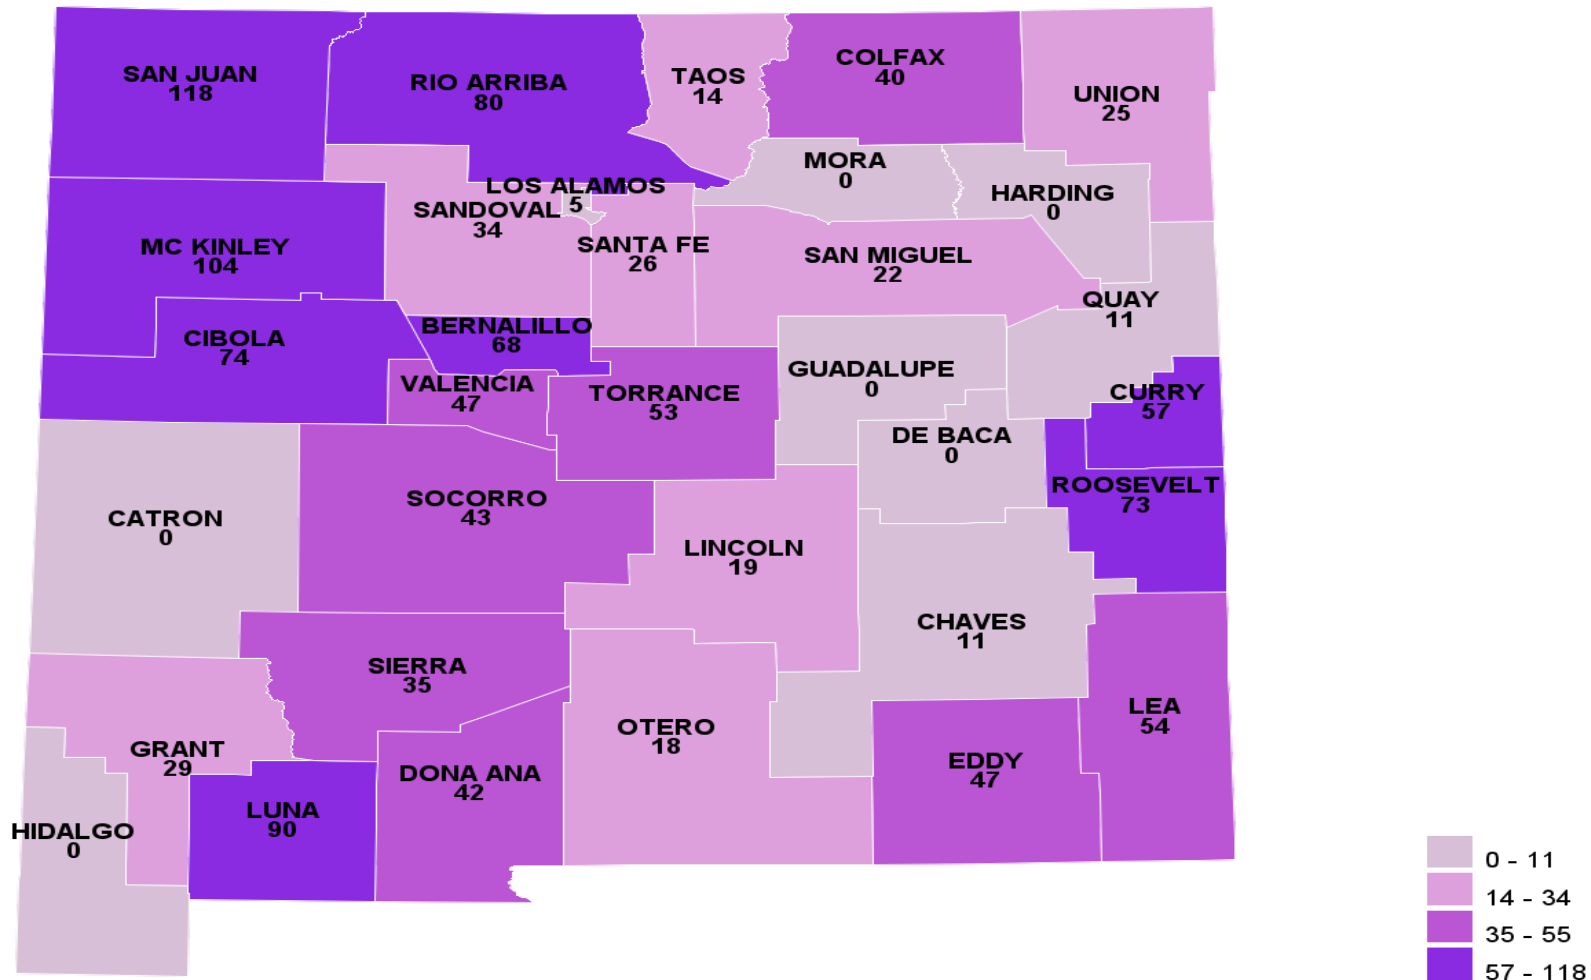 SAN JUAN
118
RIO ARRIBA
80
TAOS
14
COLFAX
40
UNION
25
MORA
0
HARDING
0
LOS ALAMOS
5
SANDOVAL
34
SANTA FE
26
MC KINLEY
104
SAN MIGUEL
22
QUAY
11
CIBOLA
74
BERNALILLO
68
VALENCIA
47
TORRANCE
53
GUADALUPE
0
CURRY
57
DE BACA
0
ROOSEVELT
73
CATRON
0
SOCORRO
43
LINCOLN
19
CHAVES
11
SIERRA
35
GRANT
29
OTERO
18
LEA
54
DONA ANA
42
EDDY
47
LUNA
90
HIDALGO
0
0 - 11
14 - 34
35 - 55
57 - 118